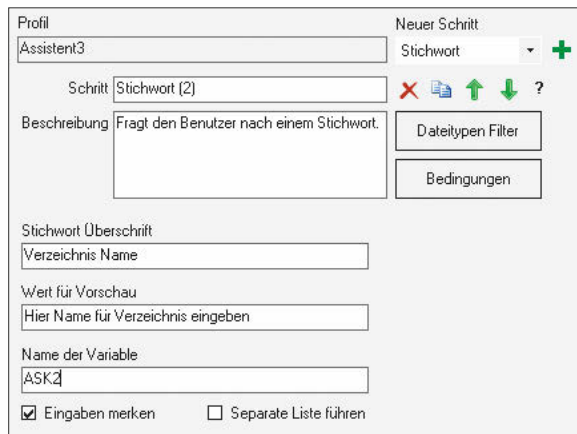 Profil
Neuer Schritt
Assistent3
Stichwort
Schritt Stichwort (2)
?
Beschreibung Fragt den Benutzer nach einem Stichwort.
Dateitypen Filter
Bedingungen
Stichwort Überschrift
Verzeichnis Name
Wert für Vorschau
Hier Name für Verzeichnis eingeben
Name der Variable
ASK2
Eingaben merken Separate Liste führen